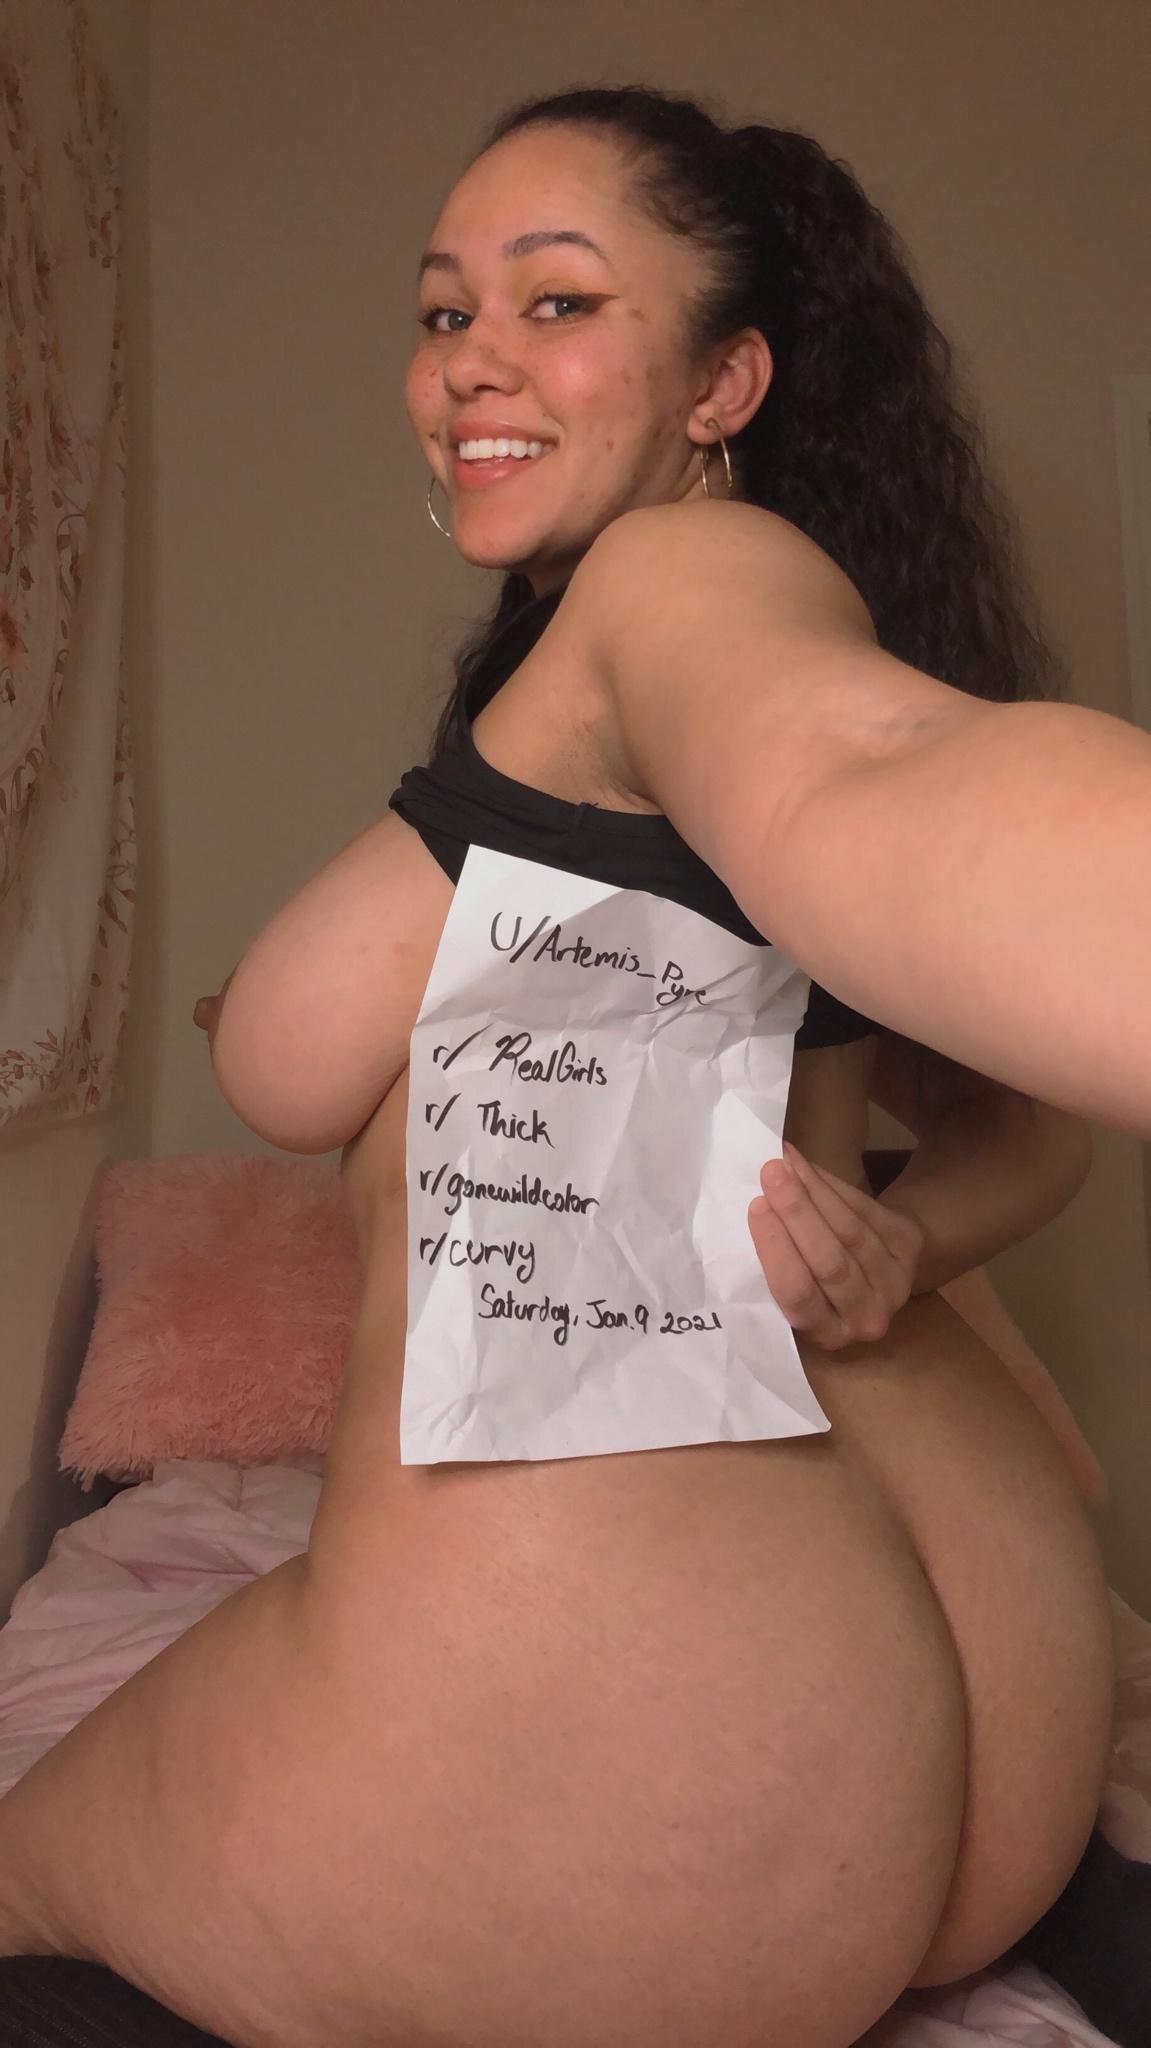 U/Artemis_Pyre
r/ RealGirls
r/ Thick
r/gonewildcolor
r/curvy
Saturday, Jan. 9 2021